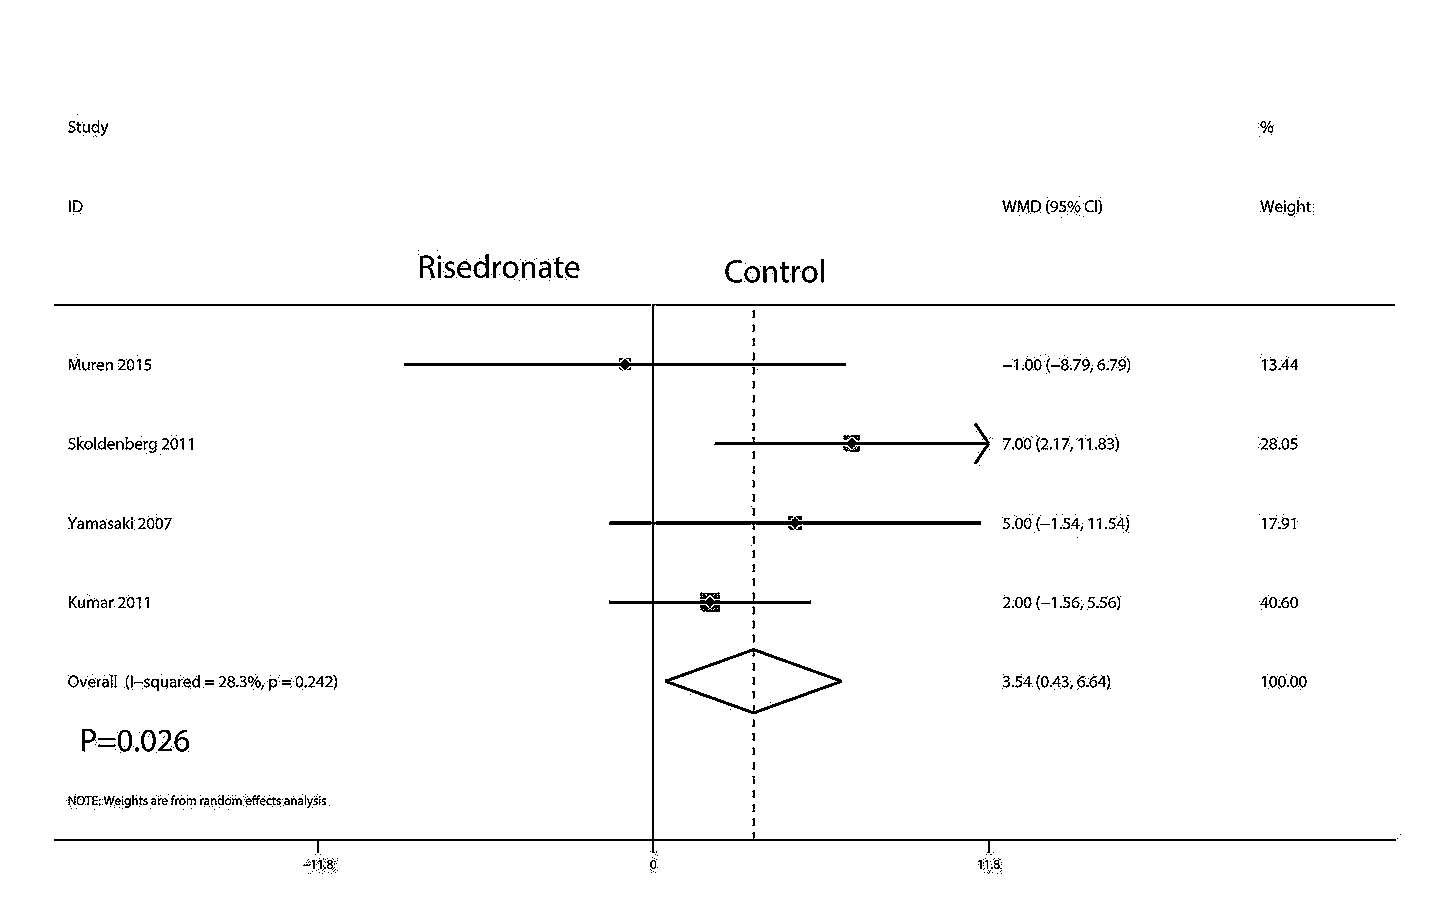 Study %
ID WMD (95% CI) Weight
Risedronate Control
Muren 2015 −1.00 (−8.79, 6.79) 13.44
Skoldenberg 2011 7.00 (2.17, 11.83) 28.05
Yamasaki 2007 5.00 (−1.54, 11.54) 17.91
Kumar 2011 2.00 (−1.56, 5.56) 40.60
Overall (I−squared = 28.3%, p = 0.242) 3.54 (0.43, 6.64) 100.00
P=0.026
NOTE: Weights are from random effects analysis
−11.8 0 11.8